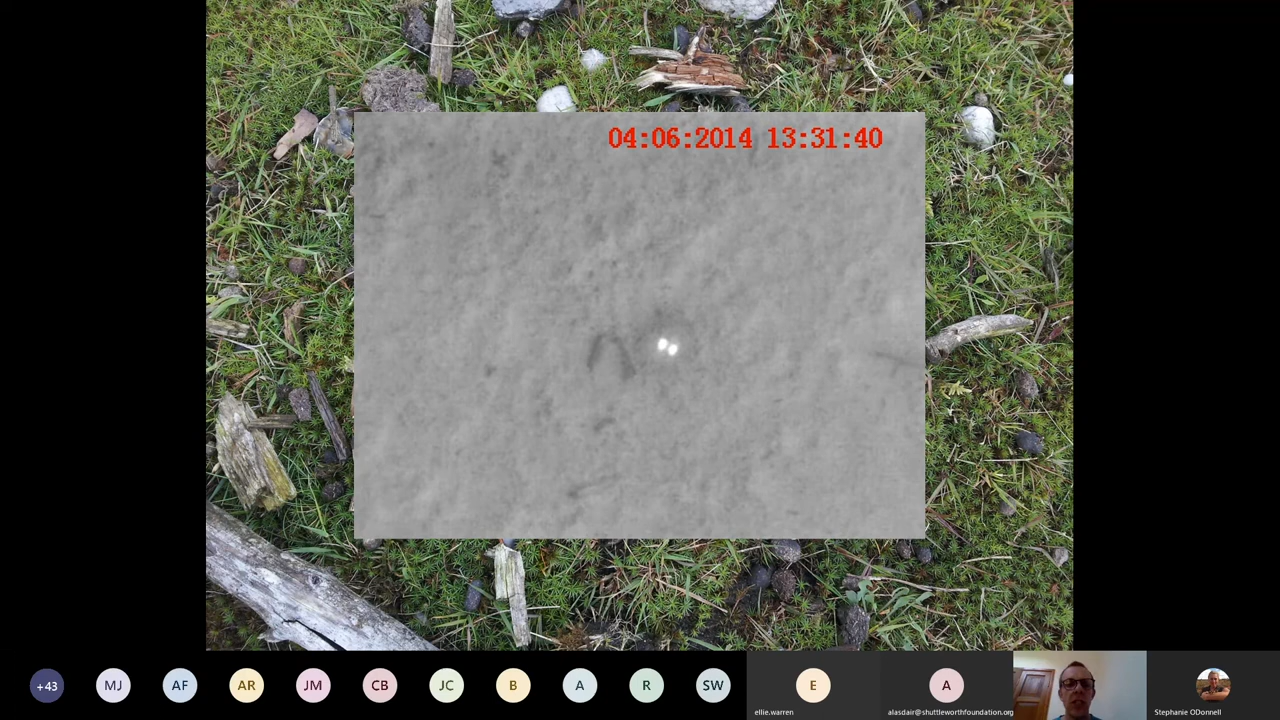 04:06:2014 13:31:40
+43
MJ
AF
AR
JM
CB
JC
B
A
R
SW
E
ellie.warren
A
alasdair@shuttleworthfoundation.org
Stephanie ODonnell